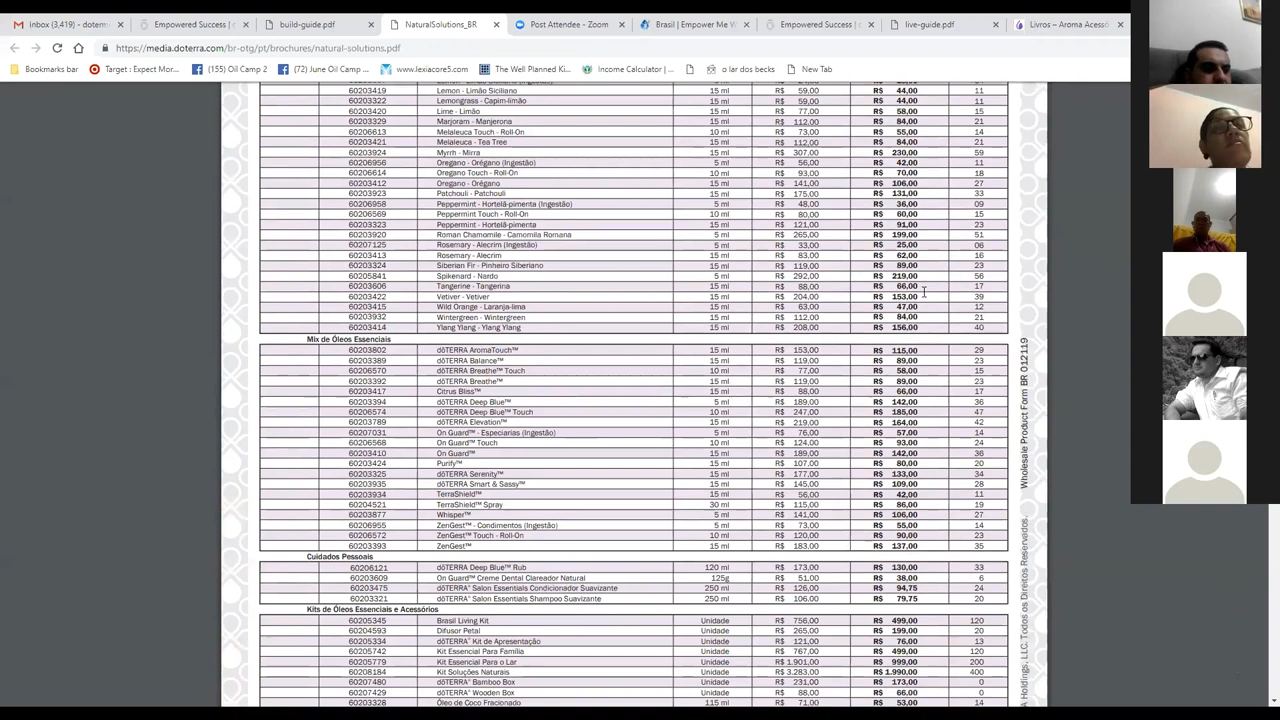 inbox (3,419) - doterr
Empowered Success | c
build-guide.pdf
NaturalSolutions_BR
Post Attendee - Zoom
Brasil | Empower Me W
Empowered Success | c
live-guide.pdf
Livros – Aroma Acessó
https://media.doterra.com/br-otg/pt/brochures/natural-solutions.pdf
Bookmarks bar
Target : Expect Mor...
(155) Oil Camp 2
(72) June Oil Camp ...
www.lexiacore5.com
The Well Planned Ki...
Income Calculator |...
o lar dos becks
New Tab
60203419 Lemon - Limão Siciliano 15 ml R$ 59,00 R$ 44,00 11
60203322 Lemongrass - Capim-limão 15 ml R$ 59,00 R$ 44,00 11
60203420 Lime - Limão 15 ml R$ 77,00 R$ 58,00 15
60203329 Marjoram - Manjerona 15 ml R$ 112,00 R$ 84,00 21
60206613 Melaleuca Touch - Roll-On 10 ml R$ 73,00 R$ 55,00 14
60203421 Melaleuca - Tea Tree 15 ml R$ 112,00 R$ 84,00 21
60203924 Myrrh - Mirra 15 ml R$ 307,00 R$ 230,00 59
60206956 Oregano - Orégano (Ingestão) 5 ml R$ 56,00 R$ 42,00 11
60206614 Oregano Touch - Roll-On 10 ml R$ 93,00 R$ 70,00 18
60203412 Oregano - Orégano 15 ml R$ 141,00 R$ 106,00 27
60203923 Patchouli - Patchouli 15 ml R$ 175,00 R$ 131,00 33
60206958 Peppermint - Hortelã-pimenta (Ingestão) 5 ml R$ 48,00 R$ 36,00 09
60206569 Peppermint Touch - Roll-On 10 ml R$ 80,00 R$ 60,00 15
60203323 Peppermint - Hortelã-pimenta 15 ml R$ 121,00 R$ 91,00 23
60203920 Roman Chamomile - Camomila Romana 5 ml R$ 265,00 R$ 199,00 51
60207125 Rosemary - Alecrim (Ingestão) 5 ml R$ 33,00 R$ 25,00 06
60203413 Rosemary - Alecrim 15 ml R$ 83,00 R$ 62,00 16
60203324 Siberian Fir - Pinheiro Siberiano 15 ml R$ 119,00 R$ 89,00 23
60205841 Spikenard - Nardo 5 ml R$ 292,00 R$ 219,00 56
60203606 Tangerine - Tangerina 15 ml R$ 88,00 R$ 66,00 17
60203422 Vetiver - Vetiver 15 ml R$ 204,00 R$ 153,00 39
60203415 Wild Orange - Laranja-lima 15 ml R$ 63,00 R$ 47,00 12
60203932 Wintergreen - Wintergreen 15 ml R$ 112,00 R$ 84,00 21
60203414 Ylang Ylang - Ylang Ylang 15 ml R$ 208,00 R$ 156,00 40
Mix de Óleos Essenciais
60203802 dōTERRA AromaTouch™ 15 ml R$ 153,00 R$ 115,00 29
60203389 dōTERRA Balance™ 15 ml R$ 119,00 R$ 89,00 23
60206570 dōTERRA Breathe™ Touch 10 ml R$ 77,00 R$ 58,00 15
60203392 dōTERRA Breathe™ 15 ml R$ 119,00 R$ 89,00 23
60203417 Citrus Bliss™ 15 ml R$ 88,00 R$ 66,00 17
60203394 dōTERRA Deep Blue™ 5 ml R$ 189,00 R$ 142,00 36
60206574 dōTERRA Deep Blue™ Touch 10 ml R$ 247,00 R$ 185,00 47
60203789 dōTERRA Elevation™ 15 ml R$ 219,00 R$ 164,00 42
60207031 On Guard™ - Especiarias (Ingestão) 5 ml R$ 76,00 R$ 57,00 14
60206568 On Guard™ Touch 10 ml R$ 124,00 R$ 93,00 24
60203410 On Guard™ 15 ml R$ 189,00 R$ 142,00 36
60203424 Purify™ 15 ml R$ 107,00 R$ 80,00 20
60203325 dōTERRA Serenity™ 15 ml R$ 177,00 R$ 133,00 34
60203935 dōTERRA Smart & Sassy™ 15 ml R$ 145,00 R$ 109,00 28
60203934 TerraShield™ 15 ml R$ 56,00 R$ 42,00 11
60204521 TerraShield™ Spray 30 ml R$ 115,00 R$ 86,00 19
60203877 Whisper™ 5 ml R$ 141,00 R$ 106,00 27
60206955 ZenGest™ - Condimentos (Ingestão) 5 ml R$ 73,00 R$ 55,00 14
60206572 ZenGest™ Touch - Roll-On 10 ml R$ 120,00 R$ 90,00 23
60203393 ZenGest™ 15 ml R$ 183,00 R$ 137,00 35
Cuidados Pessoais
60206121 dōTERRA Deep Blue™ Rub 120 ml R$ 173,00 R$ 130,00 33
60203609 On Guard™ Creme Dental Clareador Natural 125g R$ 51,00 R$ 38,00 6
60203475 dōTERRA® Salon Essentials Condicionador Suavizante 250 ml R$ 126,00 R$ 94,75 24
60203321 dōTERRA® Salon Essentials Shampoo Suavizante 250 ml R$ 106,00 R$ 79,75 20
Kits de Óleos Essenciais e Acessórios
60205345 Brasil Living Kit Unidade R$ 756,00 R$ 499,00 120
60204593 Difusor Petal Unidade R$ 265,00 R$ 199,00 20
60205334 dōTERRA® Kit de Apresentação Unidade R$ 121,00 R$ 76,00 13
60205742 Kit Essencial Para Família Unidade R$ 767,00 R$ 499,00 120
60205779 Kit Essencial Para o Lar Unidade R$ 1.901,00 R$ 999,00 200
60208184 Kit Soluções Naturais Unidade R$ 3.283,00 R$ 1.990,00 400
60207480 dōTERRA® Bamboo Box Unidade R$ 231,00 R$ 173,00 0
60207429 dōTERRA® Wooden Box Unidade R$ 88,00 R$ 66,00 0
60203328 Óleo de Coco Fracionado 115 ml R$ 71,00 R$ 53,00 14
Wholesale Product Form BR 012119
A Holdings, LLC. Todos os Direitos Reservados.